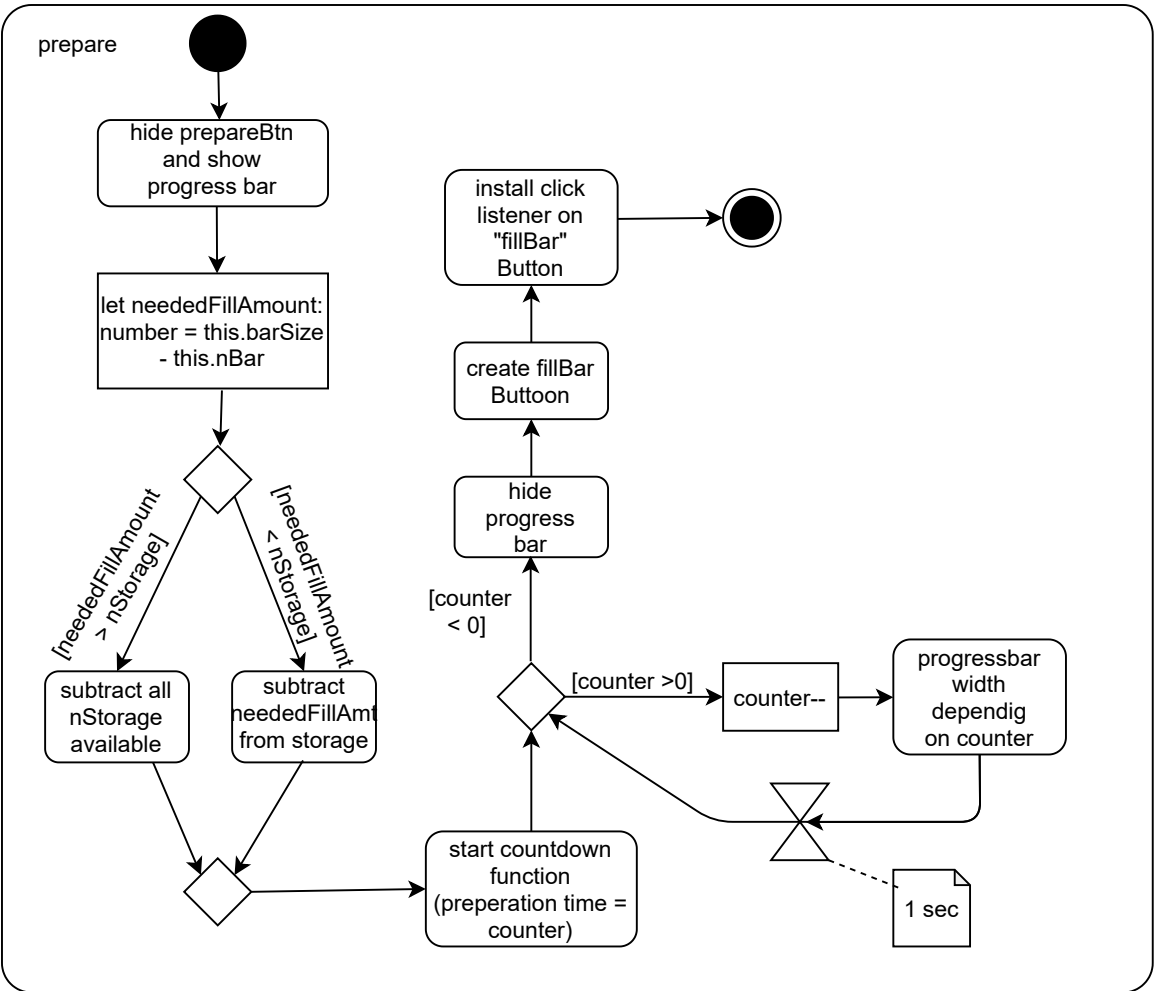 prepare
hide prepareBtn
and show
progress bar
let neededFillAmount:
number = this.barSize
- this.nBar
[neededFillAmount
> nStorage]
[neededFillAmount
< nStorage]
subtract all
nStorage
available
subtract
neededFillAmt
from storage
start countdown
function
(preperation time =
counter)
[counter
< 0]
[counter >0]
counter--
progressbar
width
dependig
on counter
1 sec
hide
progress
bar
create fillBar
Buttoon
install click
listener on
"fillBar"
Button